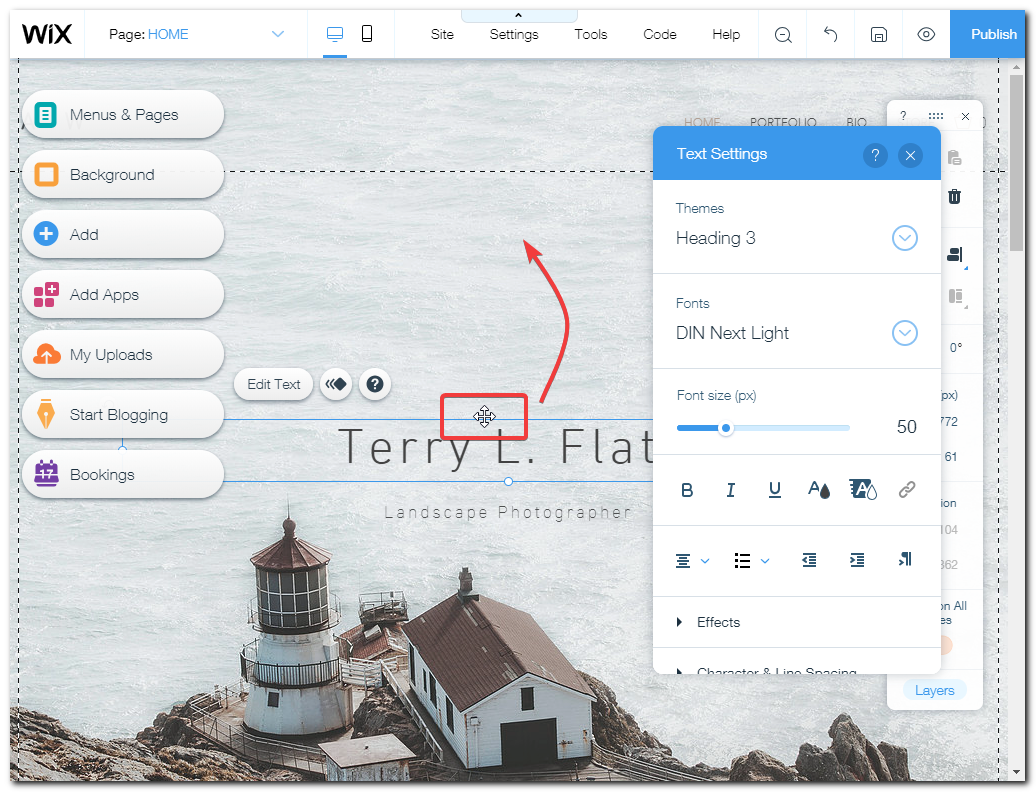 WiX
Page: HOME
Site Settings Tools Code Help
Publish
Menus & Pages
Background
Add
Add Apps
My Uploads
Start Blogging
17
Bookings
HOME PORTFOLIO BIO
?
Text Settings
?
Themes
Heading 3
Fonts
DIN Next Light
Font size (px)
50
B I U A A
Effects
Character & Line Spacing
Edit Text
?
Terry L. Flat
Landscape Photographer
0°
px)
772
61
ion
104
362
on All
es
Layers